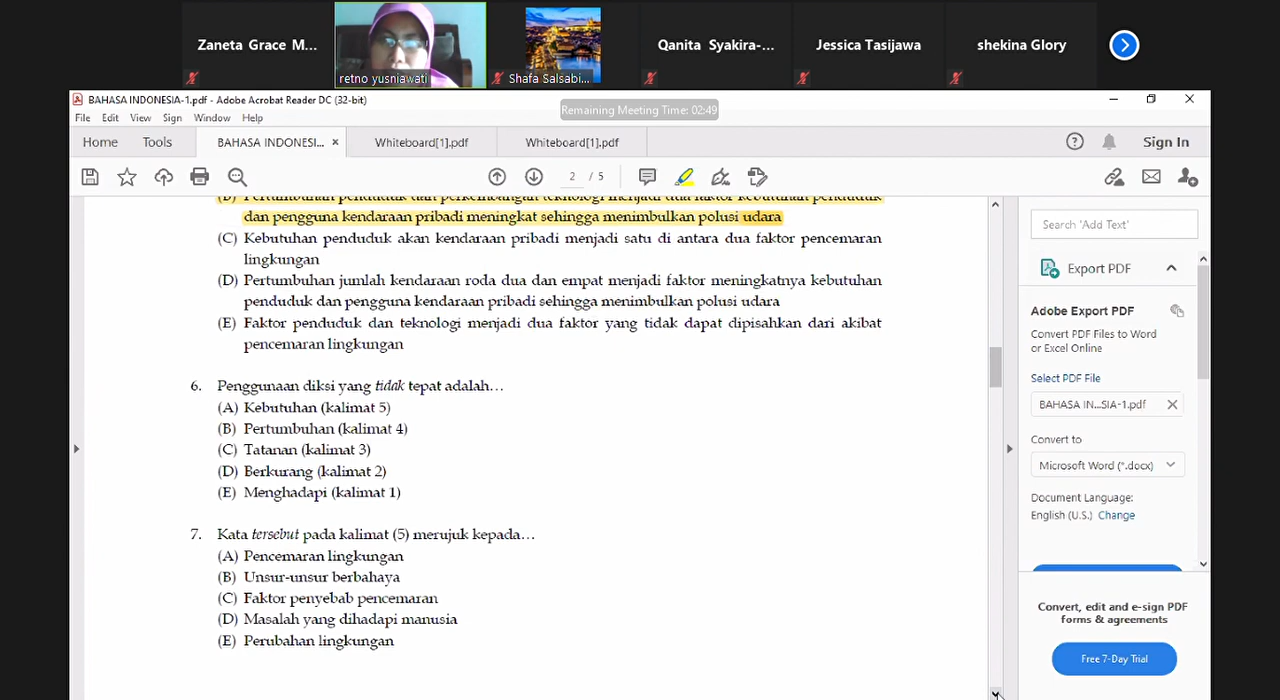 Zaneta Grace M...
retno yusniawati
Shafa Salsabi...
Qanita Syakira-...
Jessica Tasijawa
shekina Glory
BAHASA INDONESIA-1.pdf - Adobe Acrobat Reader DC (32-bit)
Remaining Meeting Time: 02:49
File Edit View Sign Window Help
Home Tools BAHASA INDONESI... × Whiteboard[1].pdf Whiteboard[1].pdf Sign In
2 / 5
(B) Pertumbuhan penduduk dan perkembangan teknologi menjadi dua faktor kebutuhan penduduk
dan pengguna kendaraan pribadi meningkat sehingga menimbulkan polusi udara
(C) Kebutuhan penduduk akan kendaraan pribadi menjadi satu di antara dua faktor pencemaran
lingkungan
(D) Pertumbuhan jumlah kendaraan roda dua dan empat menjadi faktor meningkatnya kebutuhan
penduduk dan pengguna kendaraan pribadi sehingga menimbulkan polusi udara
(E) Faktor penduduk dan teknologi menjadi dua faktor yang tidak dapat dipisahkan dari akibat
pencemaran lingkungan
6. Penggunaan diksi yang tidak tepat adalah...
(A) Kebutuhan (kalimat 5)
(B) Pertumbuhan (kalimat 4)
(C) Tatanan (kalimat 3)
(D) Berkurang (kalimat 2)
(E) Menghadapi (kalimat 1)
7. Kata tersebut pada kalimat (5) merujuk kepada...
(A) Pencemaran lingkungan
(B) Unsur-unsur berbahaya
(C) Faktor penyebab pencemaran
(D) Masalah yang dihadapi manusia
(E) Perubahan lingkungan
Search 'Add Text'
Export PDF
Adobe Export PDF
Convert PDF Files to Word
or Excel Online
Select PDF File
BAHASA IN...SIA-1.pdf
Convert to
Microsoft Word (*.docx)
Document Language:
English (U.S.) Change
Convert, edit and e-sign PDF
forms & agreements
Free 7-Day Trial